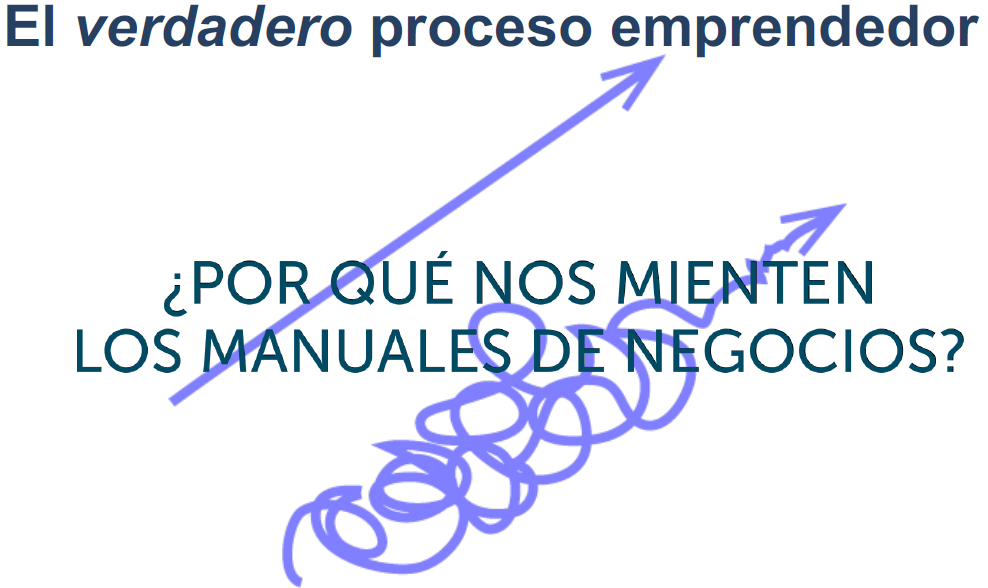 El verdadero proceso emprendedor
¿POR QUÉ NOS MIENTEN
LOS MANUALES DE NEGOCIOS?